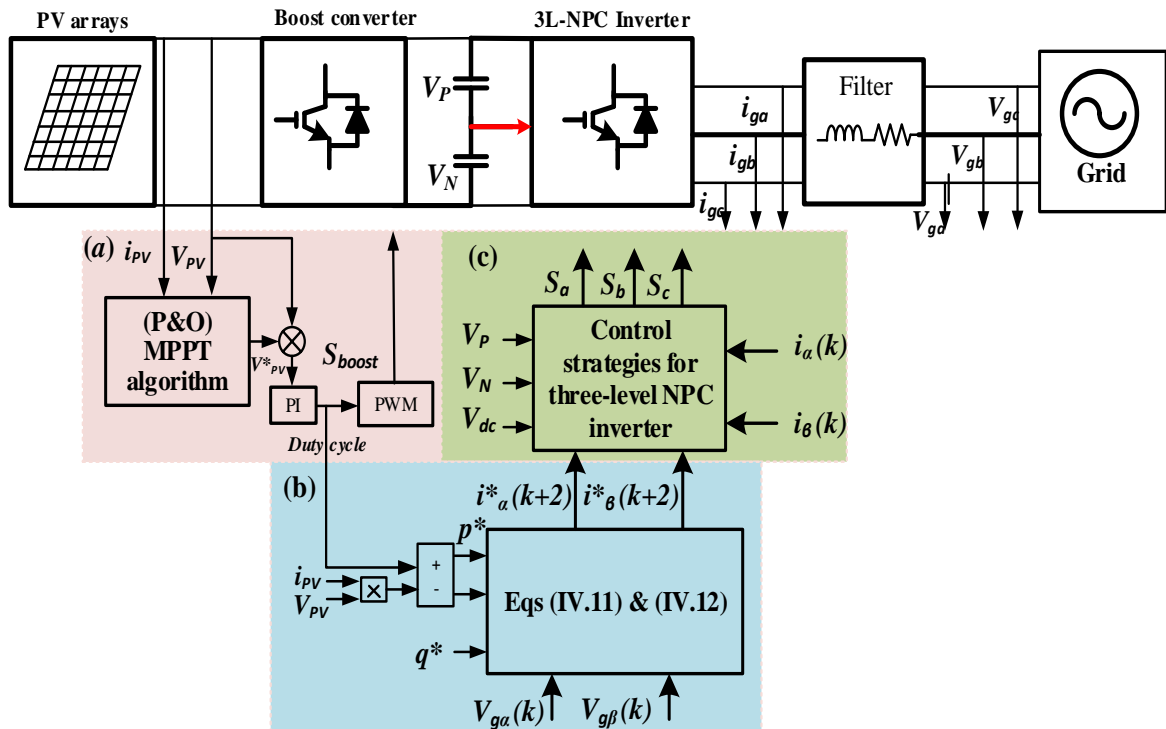 PV arrays
Boost converter
3L-NPC Inverter
V_P
V_N
i_ga
i_gb
i_gc
Filter
V_gc
V_gb
V_ga
Grid
(a)
i_PV
V_PV
(P&O)
MPPT
algorithm
V*_PV
S_boost
PI
PWM
Duty cycle
(c)
S_a
S_b
S_c
V_P
V_N
V_dc
Control
strategies for
three-level NPC
inverter
i_α(k)
i_β(k)
(b)
i*_α(k+2)
i*_β(k+2)
p*
+
-
i_PV
V_PV
×
q*
Eqs (IV.11) & (IV.12)
V_gα(k)
V_gβ(k)